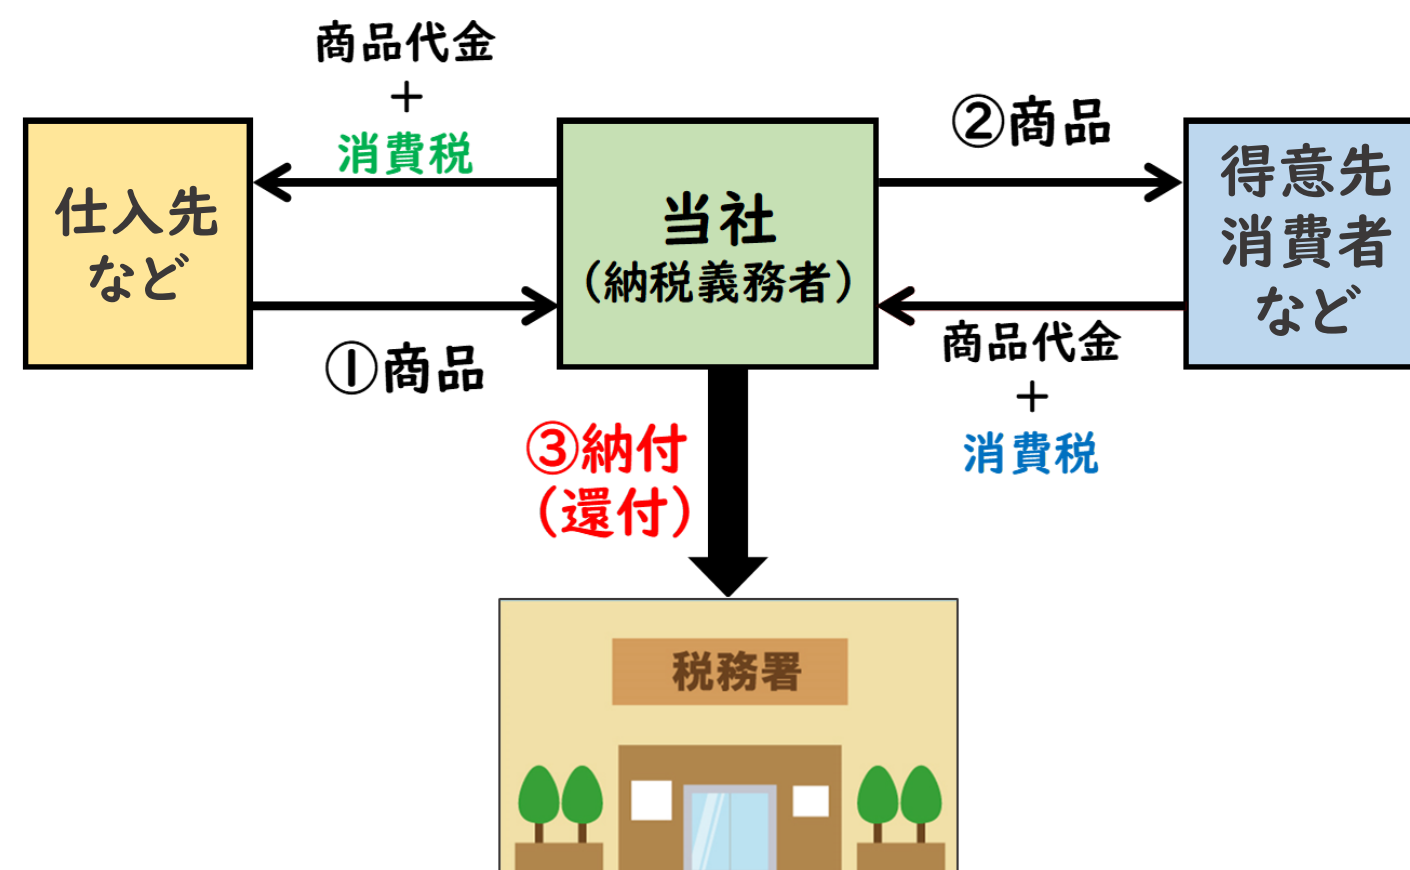 商品代金
＋
消費税
②商品
仕入先
など
当社
（納税義務者）
得意先
消費者
など
①商品
商品代金
＋
消費税
③納付
（還付）
税務署